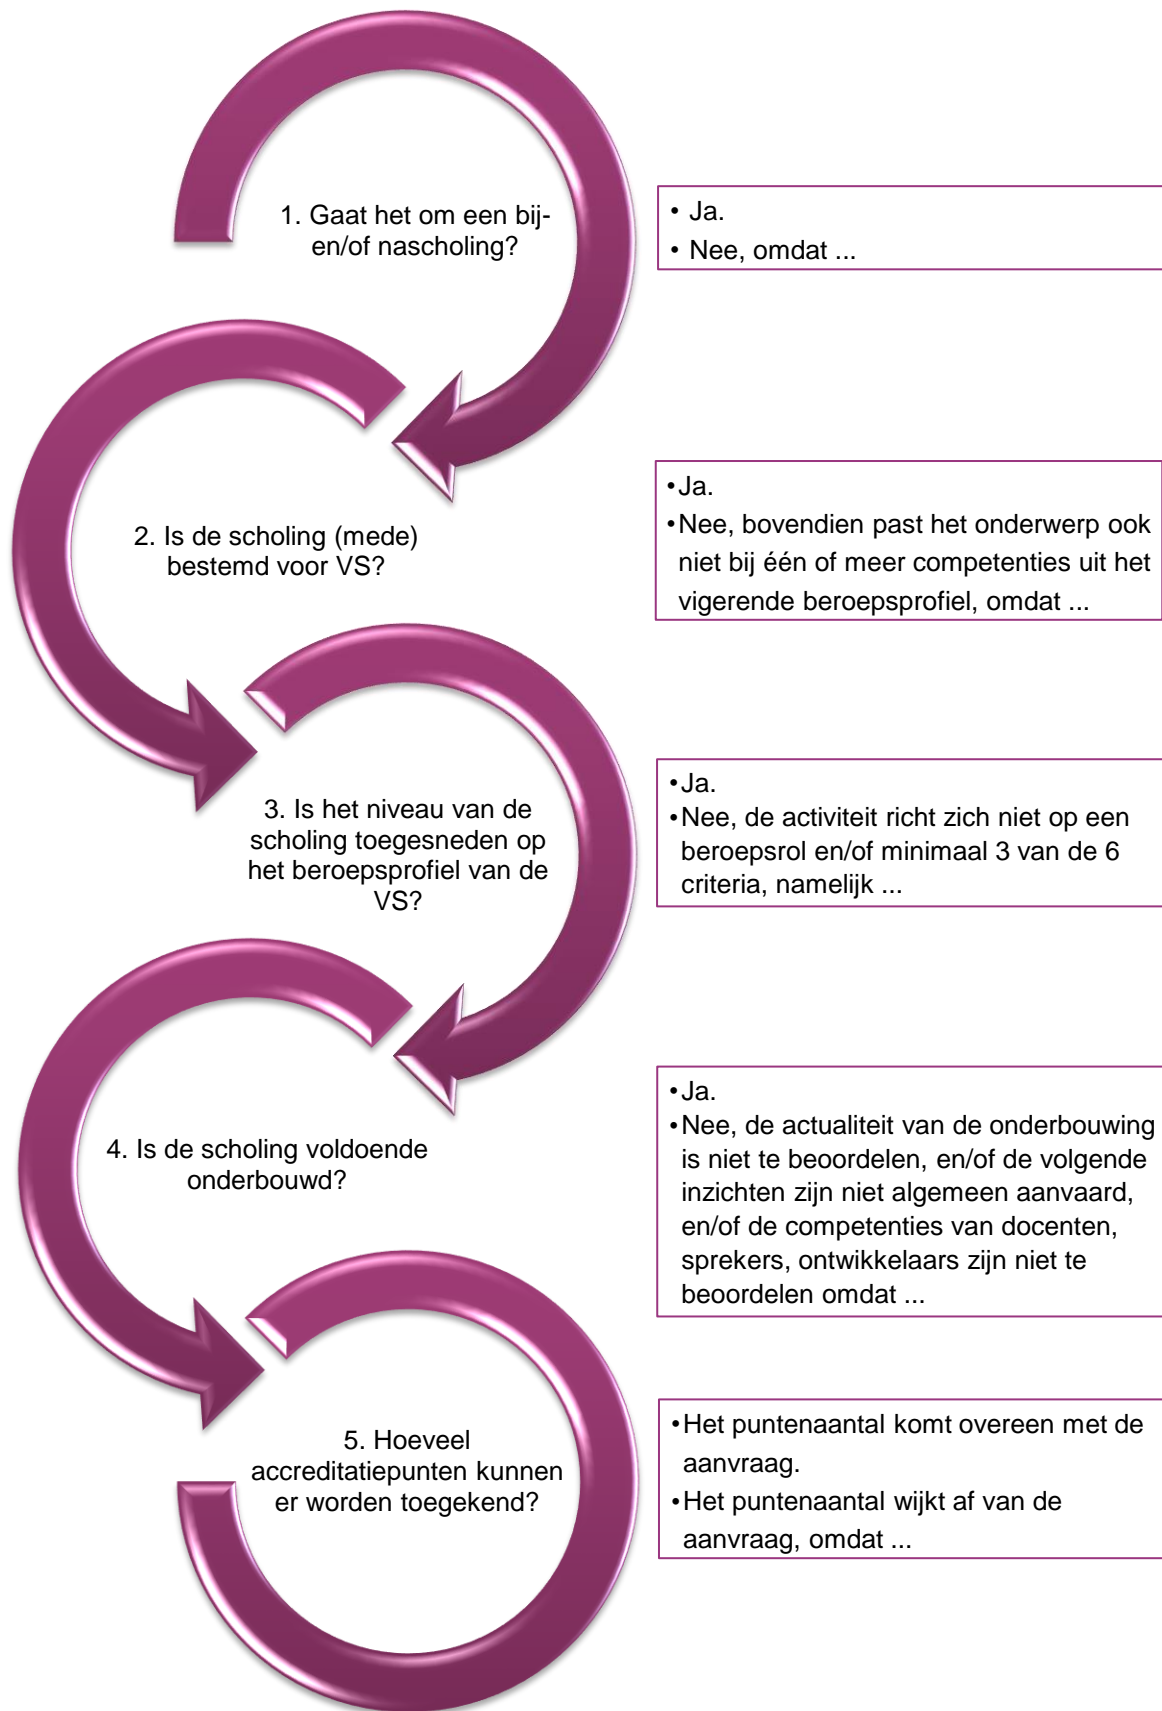 1. Gaat het om een bij-
en/of nascholing?
• Ja.
• Nee, omdat ...
2. Is de scholing (mede)
bestemd voor VS?
•Ja.
•Nee, bovendien past het onderwerp ook
niet bij één of meer competenties uit het
vigerende beroepsprofiel, omdat ...
3. Is het niveau van de
scholing toegesneden op
het beroepsprofiel van de
VS?
•Ja.
•Nee, de activiteit richt zich niet op een
beroepsrol en/of minimaal 3 van de 6
criteria, namelijk ...
4. Is de scholing voldoende
onderbouwd?
•Ja.
•Nee, de actualiteit van de onderbouwing
is niet te beoordelen, en/of de volgende
inzichten zijn niet algemeen aanvaard,
en/of de competenties van docenten,
sprekers, ontwikkelaars zijn niet te
beoordelen omdat ...
5. Hoeveel
accreditatiepunten kunnen
er worden toegekend?
•Het puntenaantal komt overeen met de
aanvraag.
•Het puntenaantal wijkt af van de
aanvraag, omdat ...